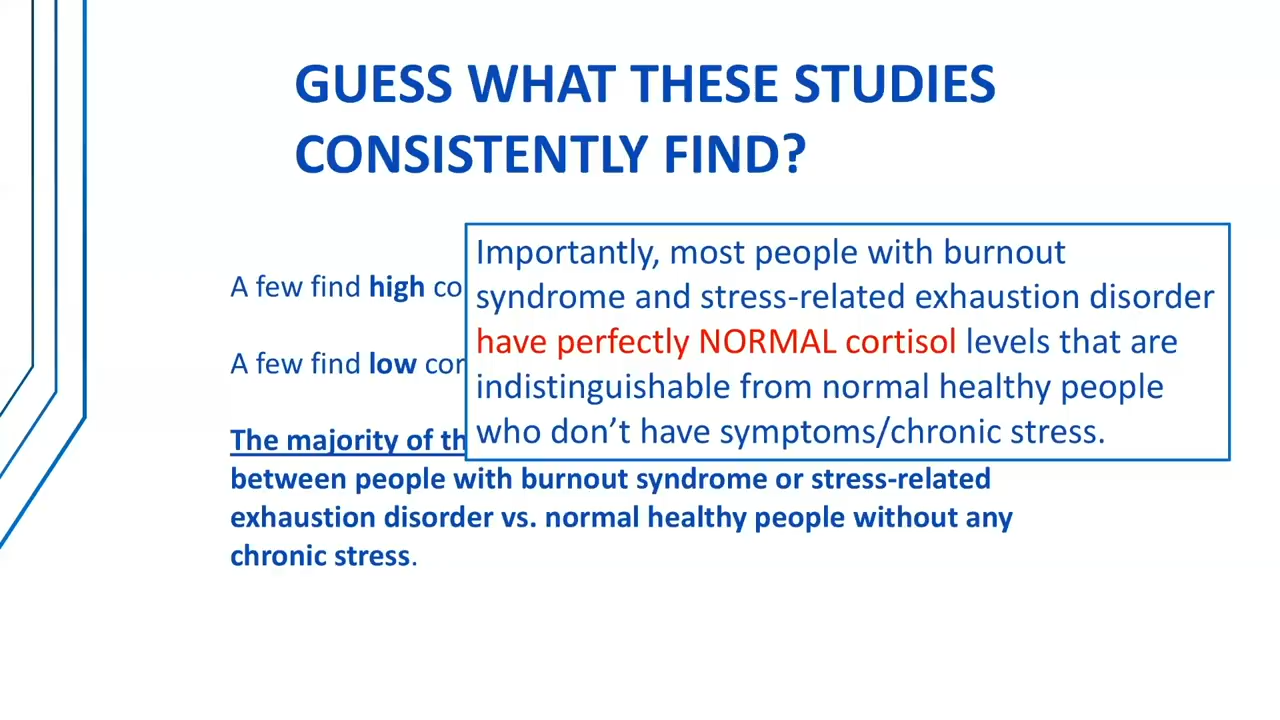 GUESS WHAT THESE STUDIES
CONSISTENTLY FIND?
A few find high co
A few find low cor
The majority of th
between people with burnout syndrome or stress-related
exhaustion disorder vs. normal healthy people without any
chronic stress.
Importantly, most people with burnout
syndrome and stress-related exhaustion disorder
have perfectly NORMAL cortisol levels that are
indistinguishable from normal healthy people
who don’t have symptoms/chronic stress.